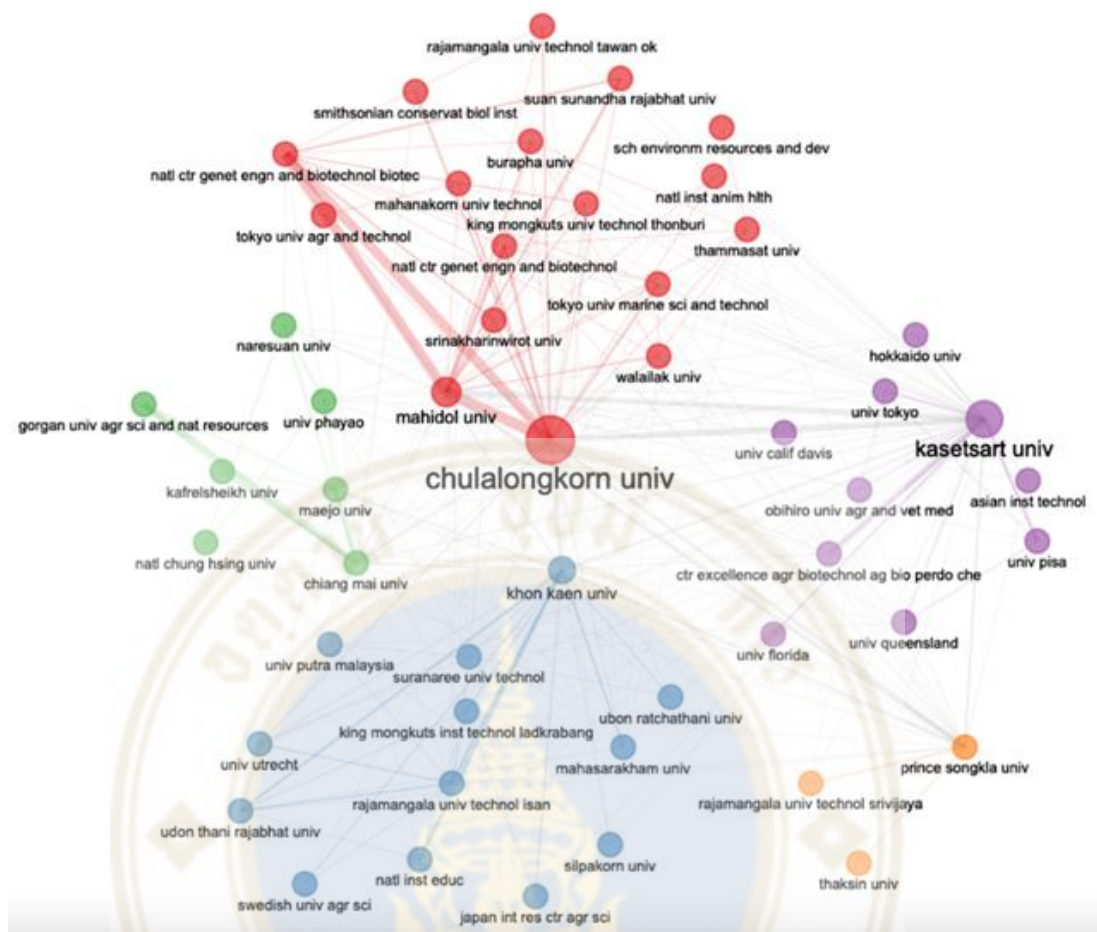 rajamangala univ technol tawan ok
suan sunandha rajabhat univ
smithsonian conservat biol inst
sch environm resources and dev
burapha univ
natl ctr genet engn and biotechnol biotec
natl inst anim hlth
mahanakorn univ technol
king mongkuts univ technol thonburi
tokyo univ agr and technol
thammasat univ
natl ctr genet engn and biotechnol
tokyo univ marine sci and technol
srinakharinwirot univ
naresuan univ
hokkaido univ
walailak univ
univ tokyo
mahidol univ
univ phayao
gorgan univ agr sci and nat resources
kasetsart univ
univ calif davis
chulalongkorn univ
kafrelsheikh univ
asian inst technol
maejo univ
obihiro univ agr and vet med
natl chung hsing univ
univ pisa
ctr excellence agr biotechnol ag bio perdo che
chiang mai univ
khon kaen univ
univ queensland
univ florida
univ putra malaysia
suranaree univ technol
ubon ratchathani univ
king mongkuts inst technol ladkrabang
univ utrecht
mahasarakham univ
prince songkla univ
rajamangala univ technol isan
rajamangala univ technol srivijaya
udon thani rajabhat univ
silpakorn univ
natl inst educ
thaksin univ
swedish univ agr sci
japan int res ctr agr sci